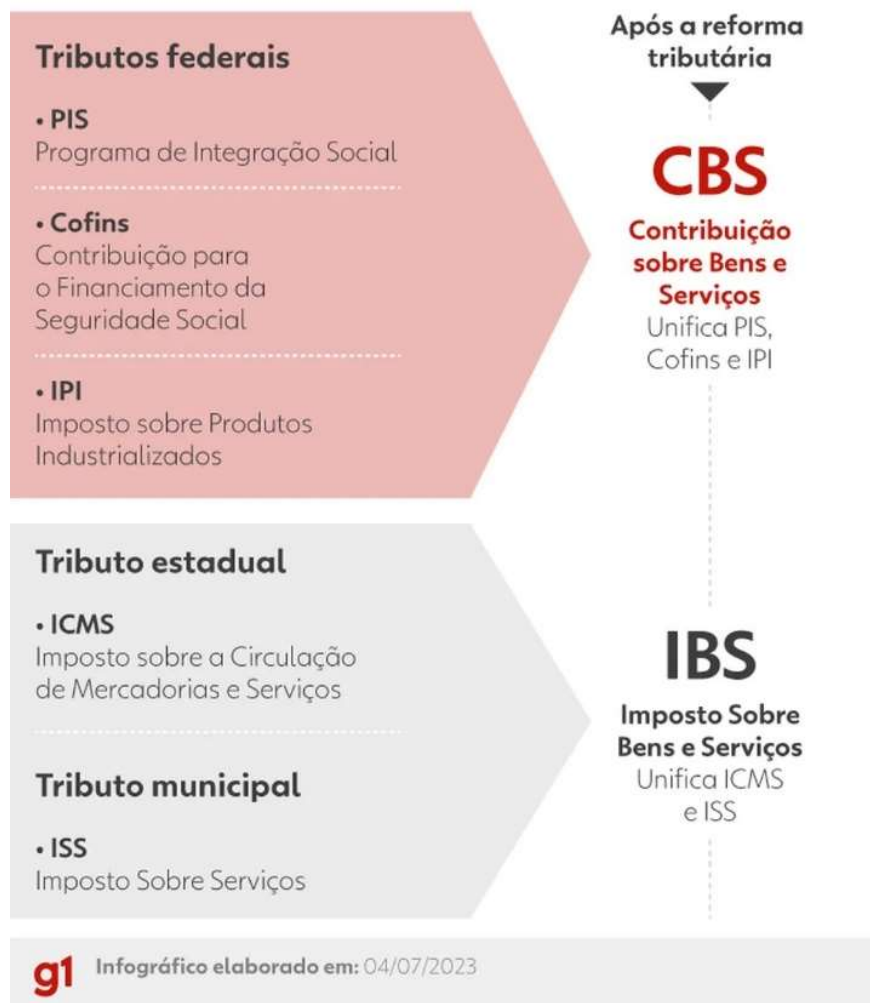 Tributos federais
• PIS
Programa de Integração Social
• Cofins
Contribuição para
o Financiamento da
Seguridade Social
• IPI
Imposto sobre Produtos
Industrializados
Após a reforma
tributária
CBS
Contribuição
sobre Bens e
Serviços
Unifica PIS,
Cofins e IPI
Tributo estadual
• ICMS
Imposto sobre a Circulação
de Mercadorias e Serviços
Tributo municipal
• ISS
Imposto Sobre Serviços
IBS
Imposto Sobre
Bens e Serviços
Unifica ICMS
e ISS
g1 Infográfico elaborado em: 04/07/2023